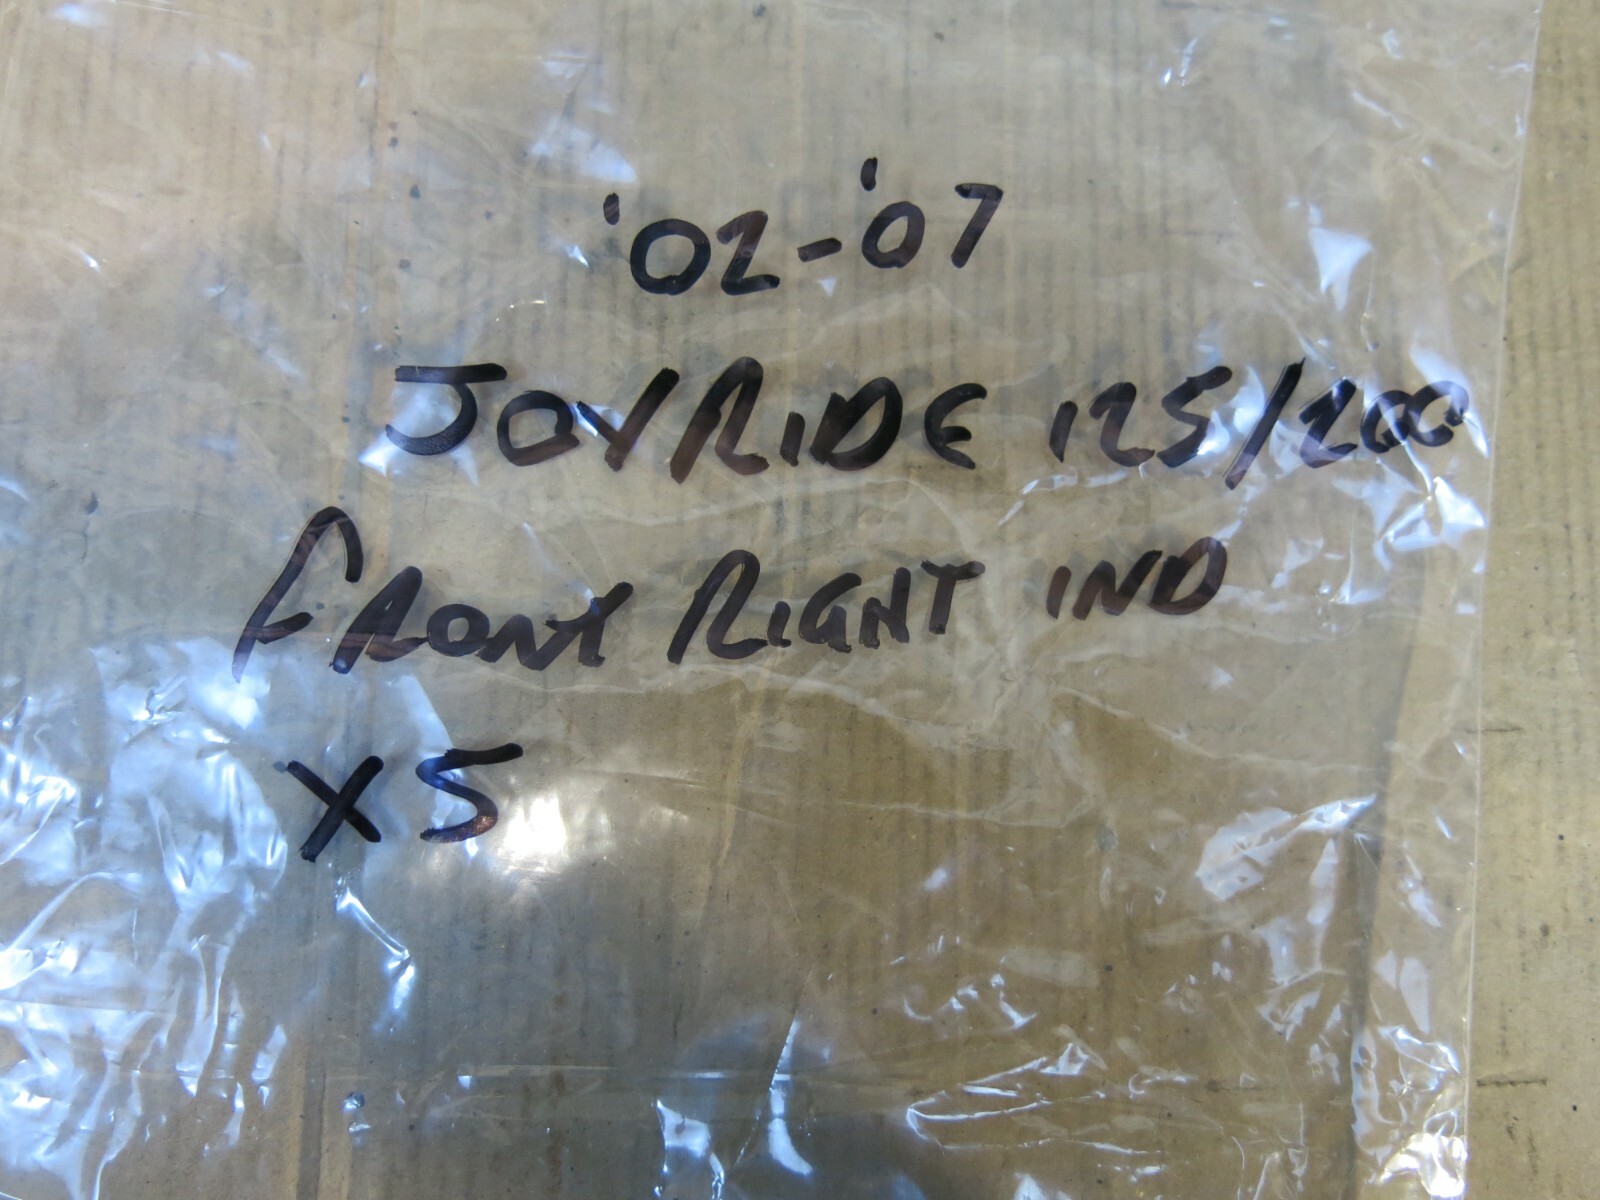 '02-'07
JOYRIDE 125/200
FRONT RIGHT IND
X5